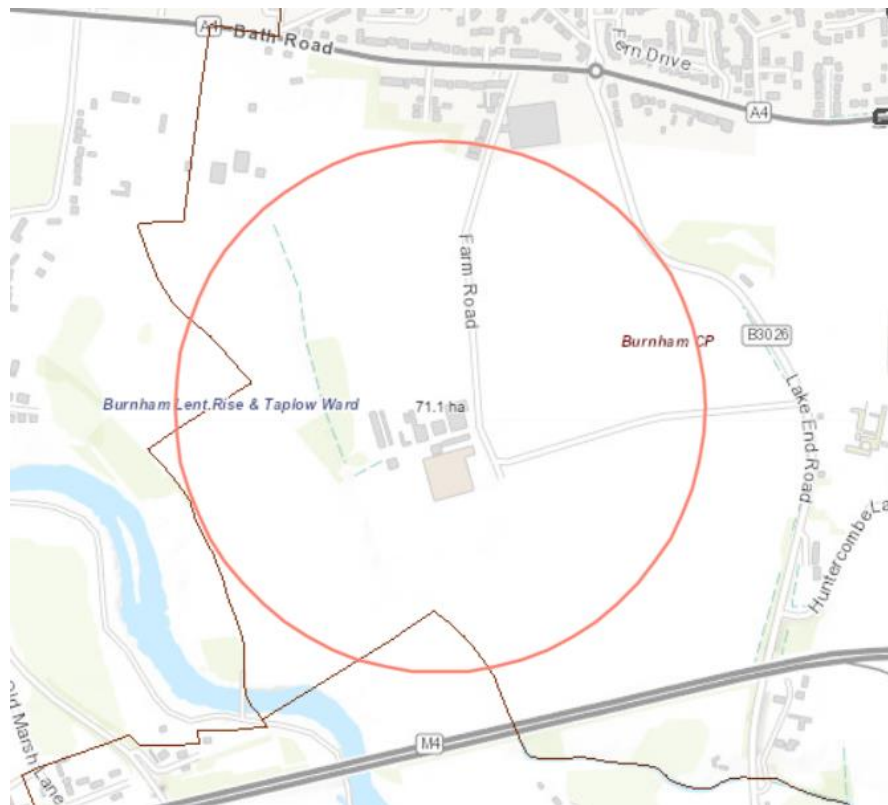 A4
Bath Road
Fern Drive
A4
Farm Road
Burnham CP
B3026
Burnham Lent Rise & Taplow Ward
71.1 ha
Lake End Road
Huntercombe La
Old Marsh Lane
M4